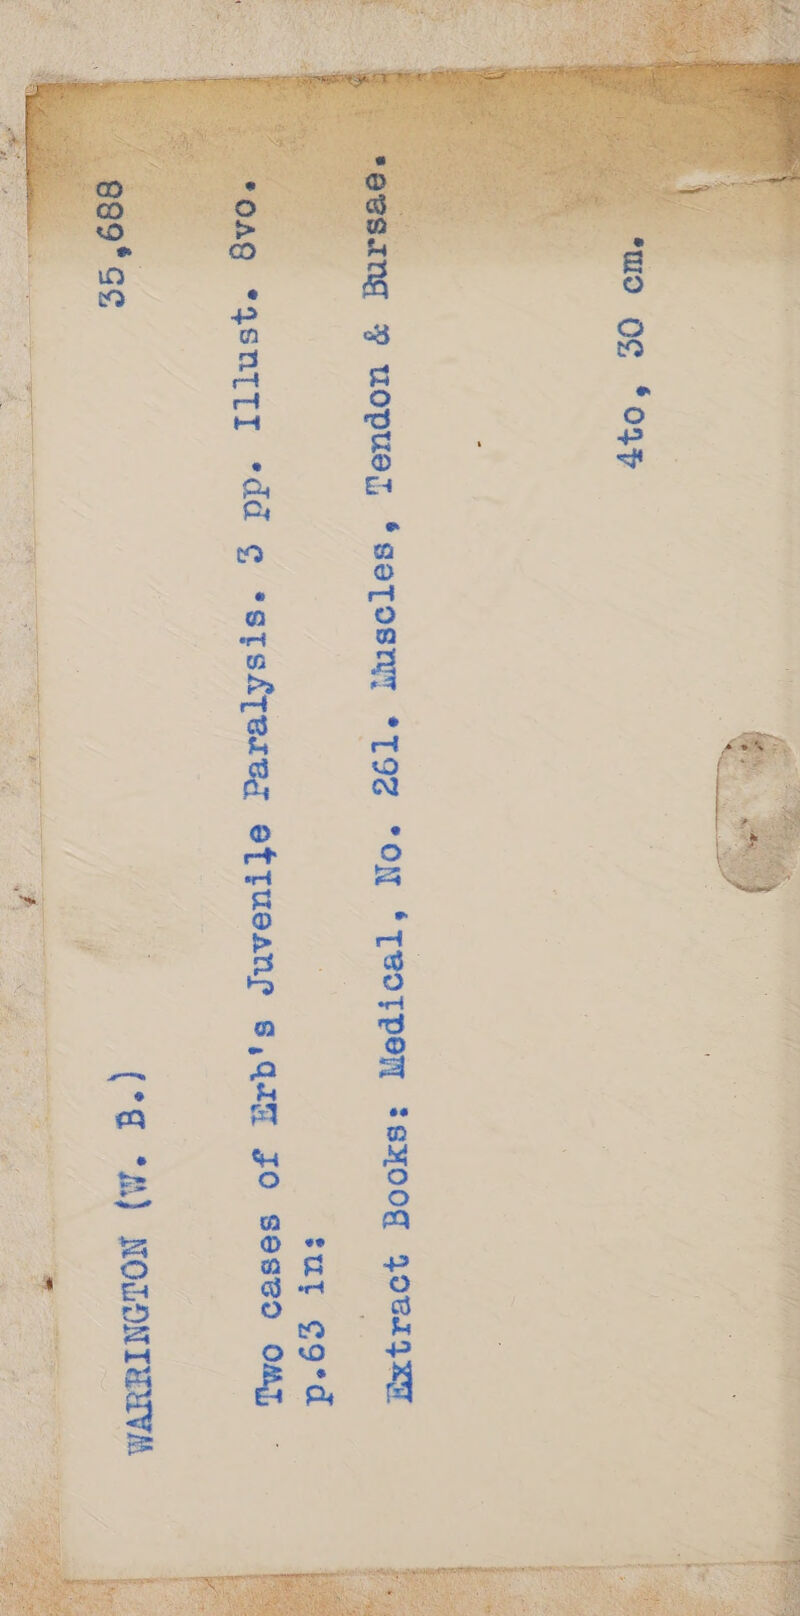 WARRINGTON (W. B.) 35,688
Two cases of Erb's Juvenile Paralysis. 3 pp. Illust. 8vo.
p.63 in:
Extract Books: Medical, No. 261. Muscles, Tendon & Bursae.
4to, 30 cm.